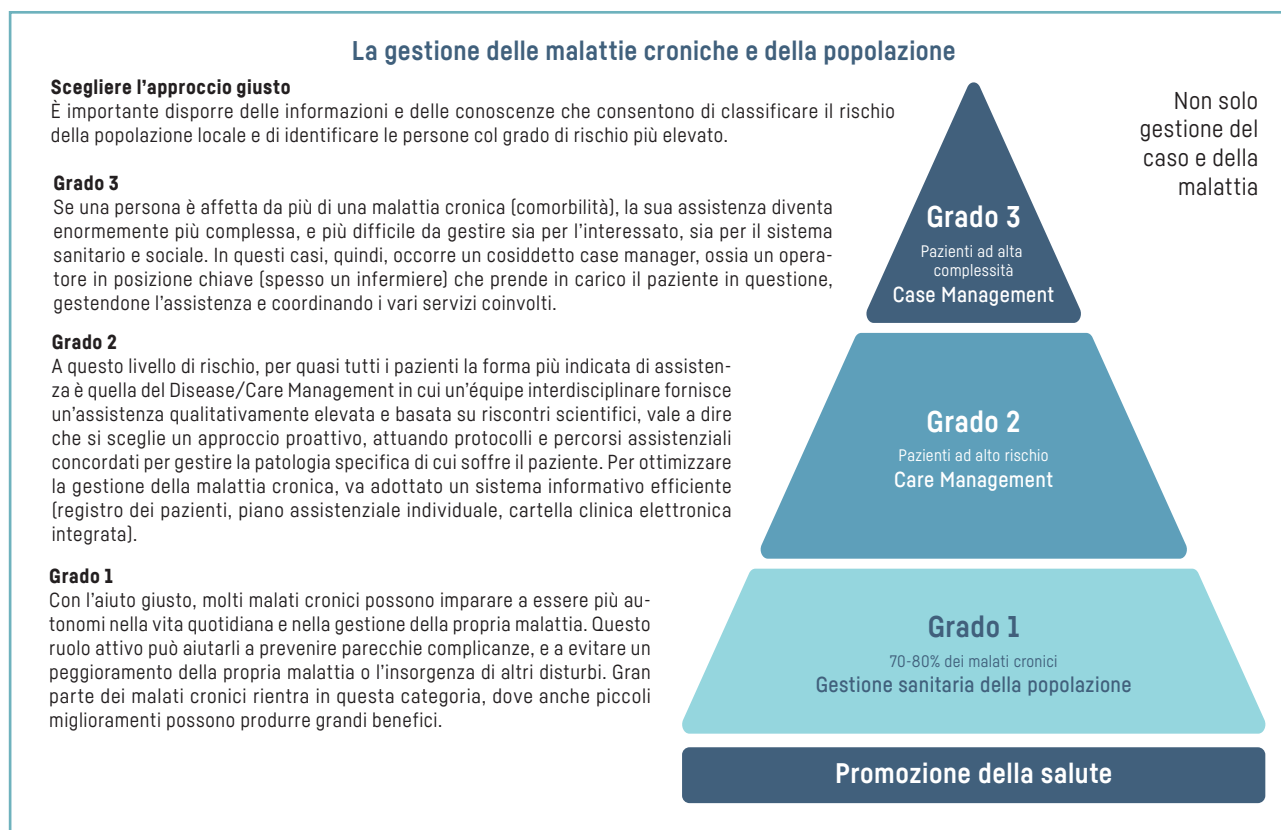 La gestione delle malattie croniche e della popolazione
Scegliere l'approccio giusto
È importante disporre delle informazioni e delle conoscenze che consentono di classificare il rischio
della popolazione locale e di identificare le persone col grado di rischio più elevato.
Grado 3
Se una persona è affetta da più di una malattia cronica (comorbilità), la sua assistenza diventa
enormemente più complessa, e più difficile da gestire sia per l'interessato, sia per il sistema
sanitario e sociale. In questi casi, quindi, occorre un cosiddetto case manager, ossia un opera-
tore in posizione chiave (spesso un infermiere) che prende in carico il paziente in questione,
gestendone l'assistenza e coordinando i vari servizi coinvolti.
Grado 2
A questo livello di rischio, per quasi tutti i pazienti la forma più indicata di assisten-
za è quella del Disease/Care Management in cui un'équipe interdisciplinare fornisce
un'assistenza qualitativamente elevata e basata su riscontri scientifici, vale a dire
che si sceglie un approccio proattivo, attuando protocolli e percorsi assistenziali
concordati per gestire la patologia specifica di cui soffre il paziente. Per ottimizzare
la gestione della malattia cronica, va adottato un sistema informativo efficiente
(registro dei pazienti, piano assistenziale individuale, cartella clinica elettronica
integrata).
Grado 1
Con l'aiuto giusto, molti malati cronici possono imparare a essere più au-
tonomi nella vita quotidiana e nella gestione della propria malattia. Questo
ruolo attivo può aiutarli a prevenire parecchie complicanze, e a evitare un
peggioramento della propria malattia o l'insorgenza di altri disturbi. Gran
parte dei malati cronici rientra in questa categoria, dove anche piccoli
miglioramenti possono produrre grandi benefici.
Non solo
gestione del
caso e della
malattia
Grado 3
Pazienti ad alta
complessità
Case Management
Grado 2
Pazienti ad alto rischio
Care Management
Grado 1
70-80% dei malati cronici
Gestione sanitaria della popolazione
Promozione della salute